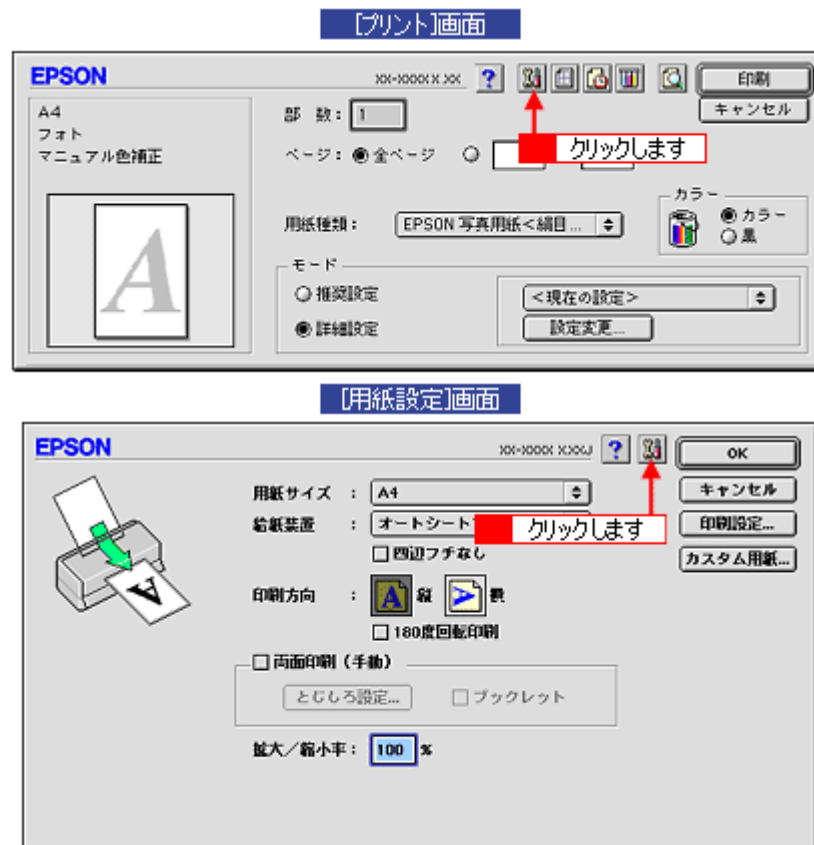 [プリント]画面
EPSON
XX-XXXX X.XX
?
印刷
キャンセル
A4
フォト
マニュアル色補正
部 数: 1
ページ: 全ページ
クリックします
用紙種類: EPSON 写真用紙<絹目...
カラー
カラー
黒
A
モード
推奨設定
詳細設定
<現在の設定>
設定変更...
[用紙設定]画面
EPSON
XX-XXXX X.XXJ
?
OK
キャンセル
印刷設定...
カスタム用紙...
用紙サイズ : A4
給紙装置 : オートシート
クリックします
四辺フチなし
印刷方向 : A 縦 A 横
180度回転印刷
A
両面印刷(手動)
とじしろ設定...
ブックレット
拡大/縮小率: 100 %